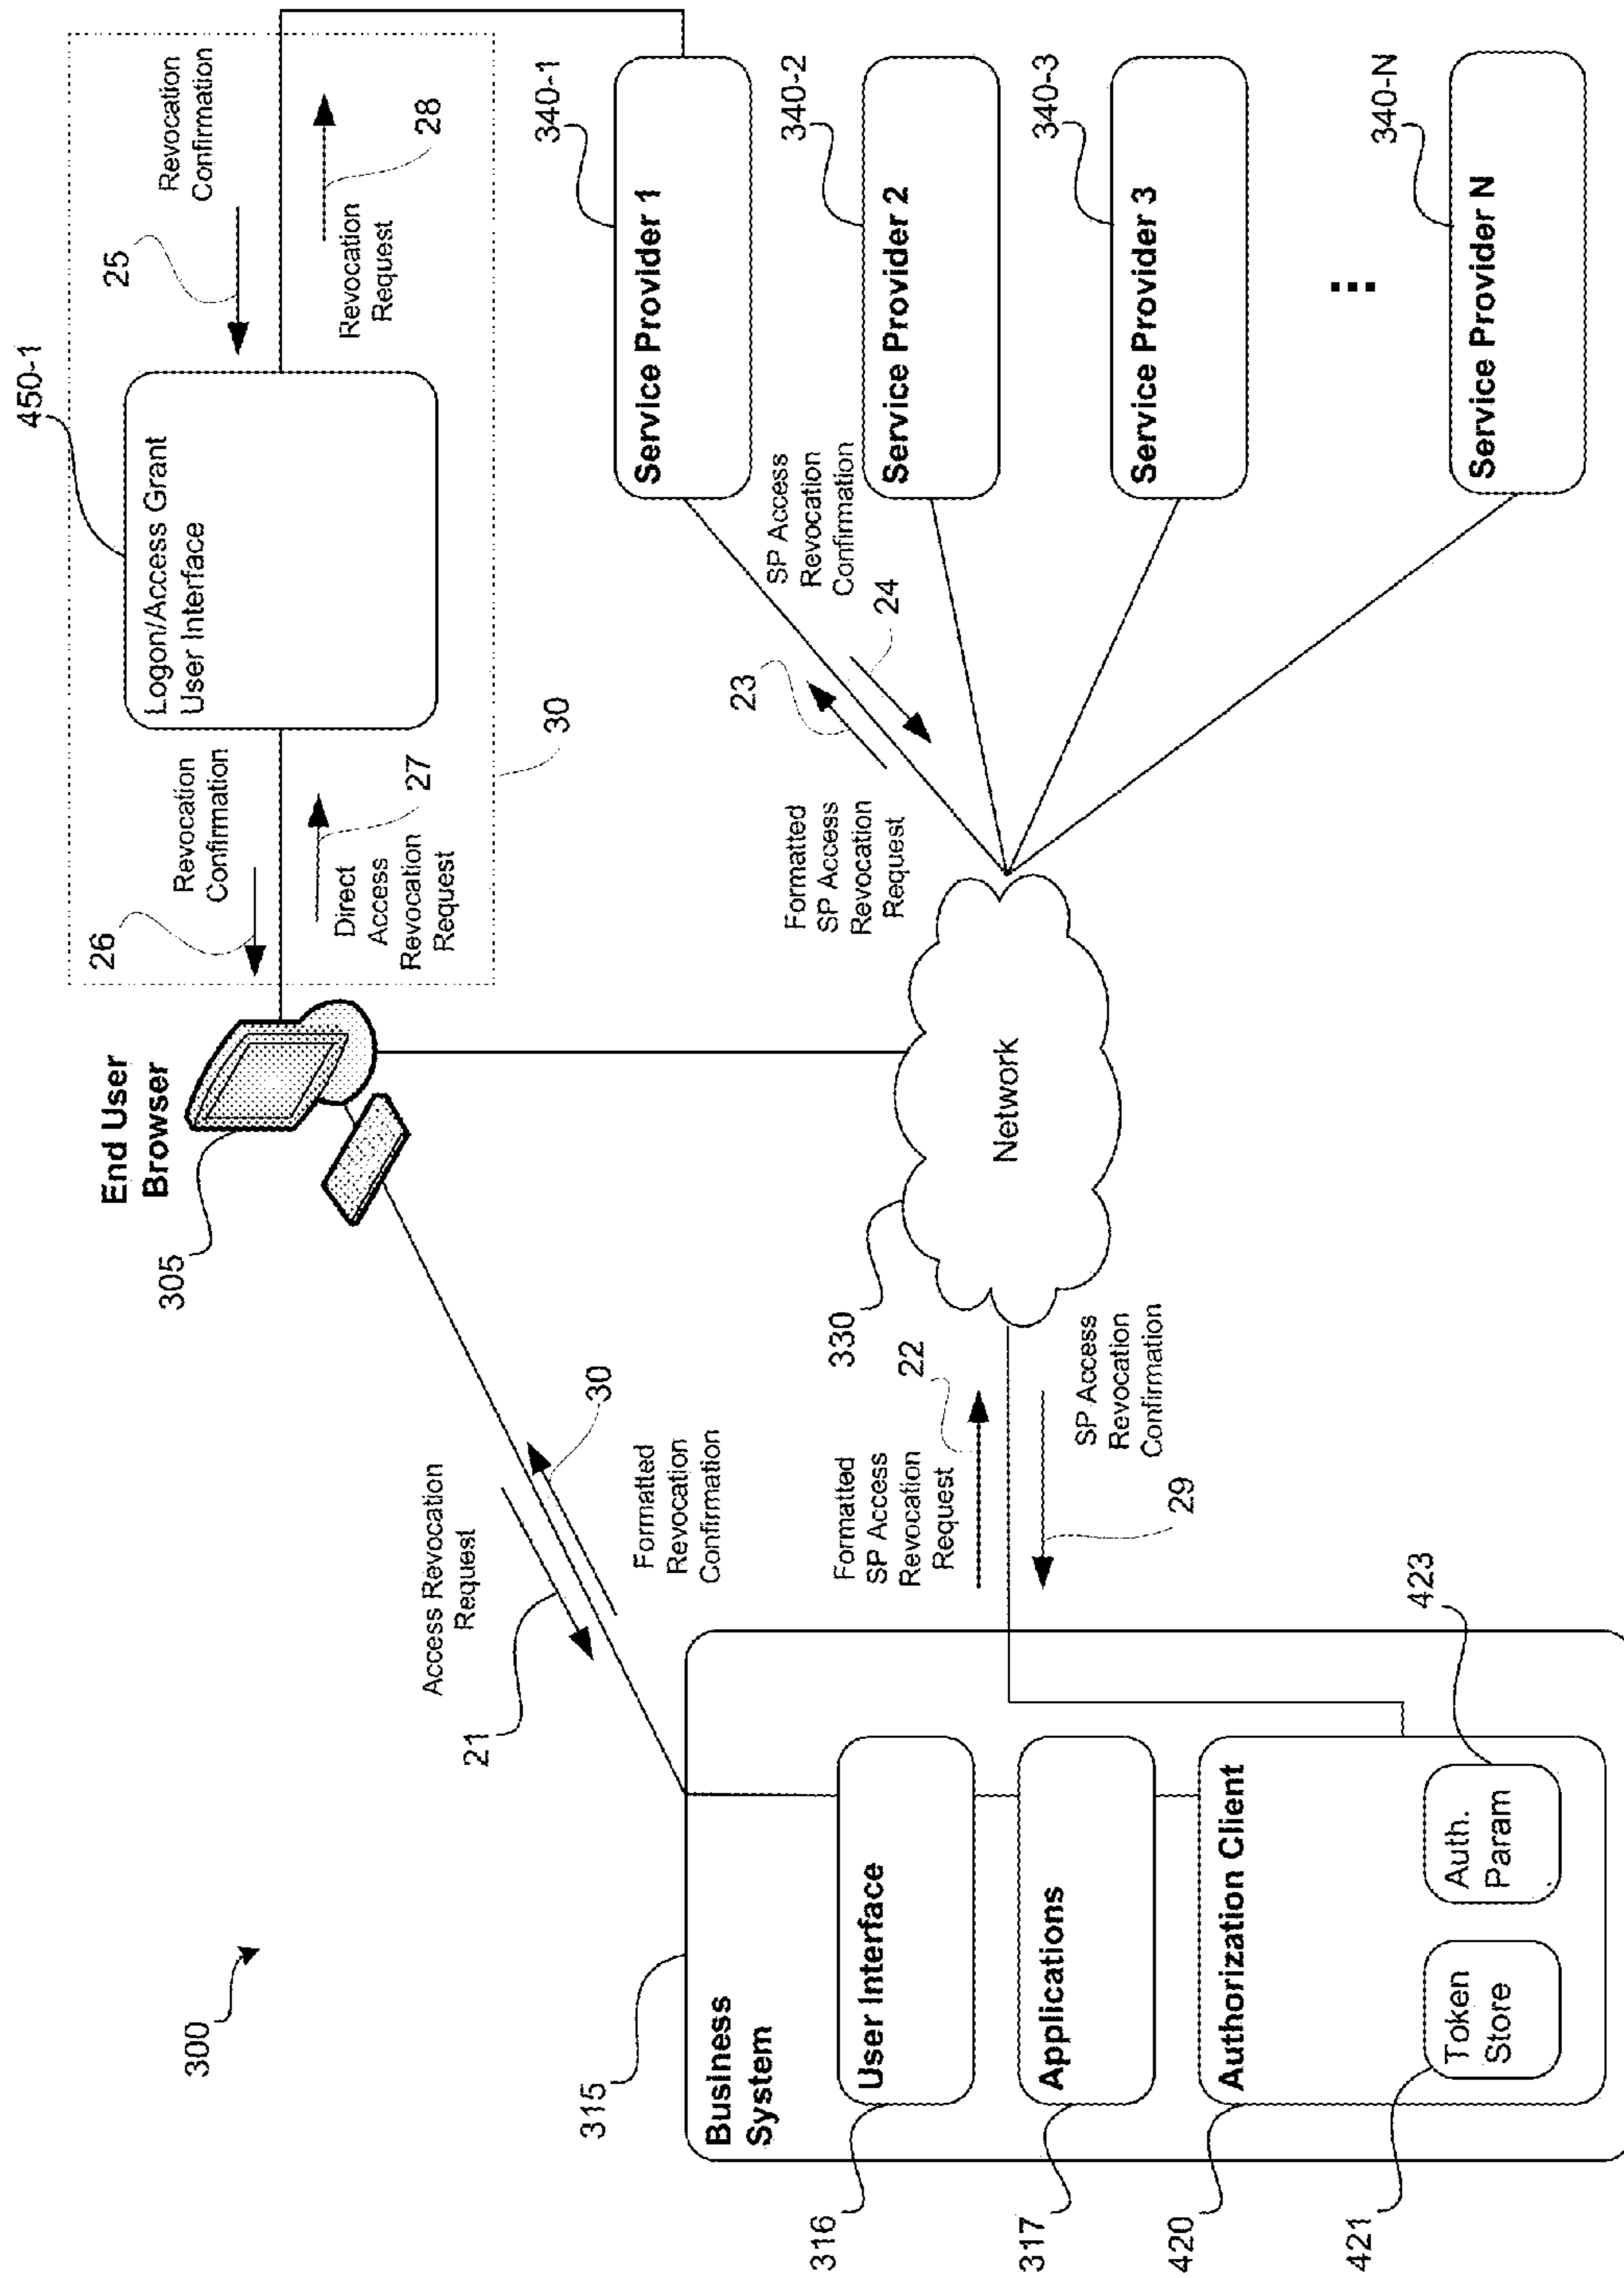 300
End User
Browser
305
26
Revocation
Confirmation
Direct
Access
Revocation
Request
27
30
450-1
Logon/Access Grant
User Interface
25
Revocation
Confirmation
Revocation
Request
28
Access Revocation
Request
21
30
Formatted
Revocation
Confirmation
315
Business
System
316
User Interface
317
Applications
420
Authorization Client
421
Token
Store
Auth.
Param
423
Formatted
SP Access
Revocation
Request
22
SP Access
Revocation
Confirmation
29
330
Network
Formatted
SP Access
Revocation
Request
23
SP Access
Revocation
Confirmation
24
Service Provider 1
340-1
Service Provider 2
340-2
Service Provider 3
340-3
...
Service Provider N
340-N